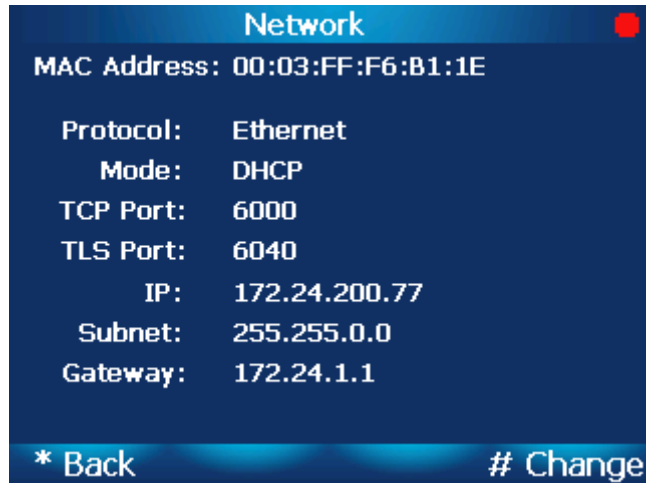 Network
MAC Address: 00:03:FF:F6:B1:1E
Protocol: Ethernet
Mode: DHCP
TCP Port: 6000
TLS Port: 6040
IP: 172.24.200.77
Subnet: 255.255.0.0
Gateway: 172.24.1.1
* Back # Change